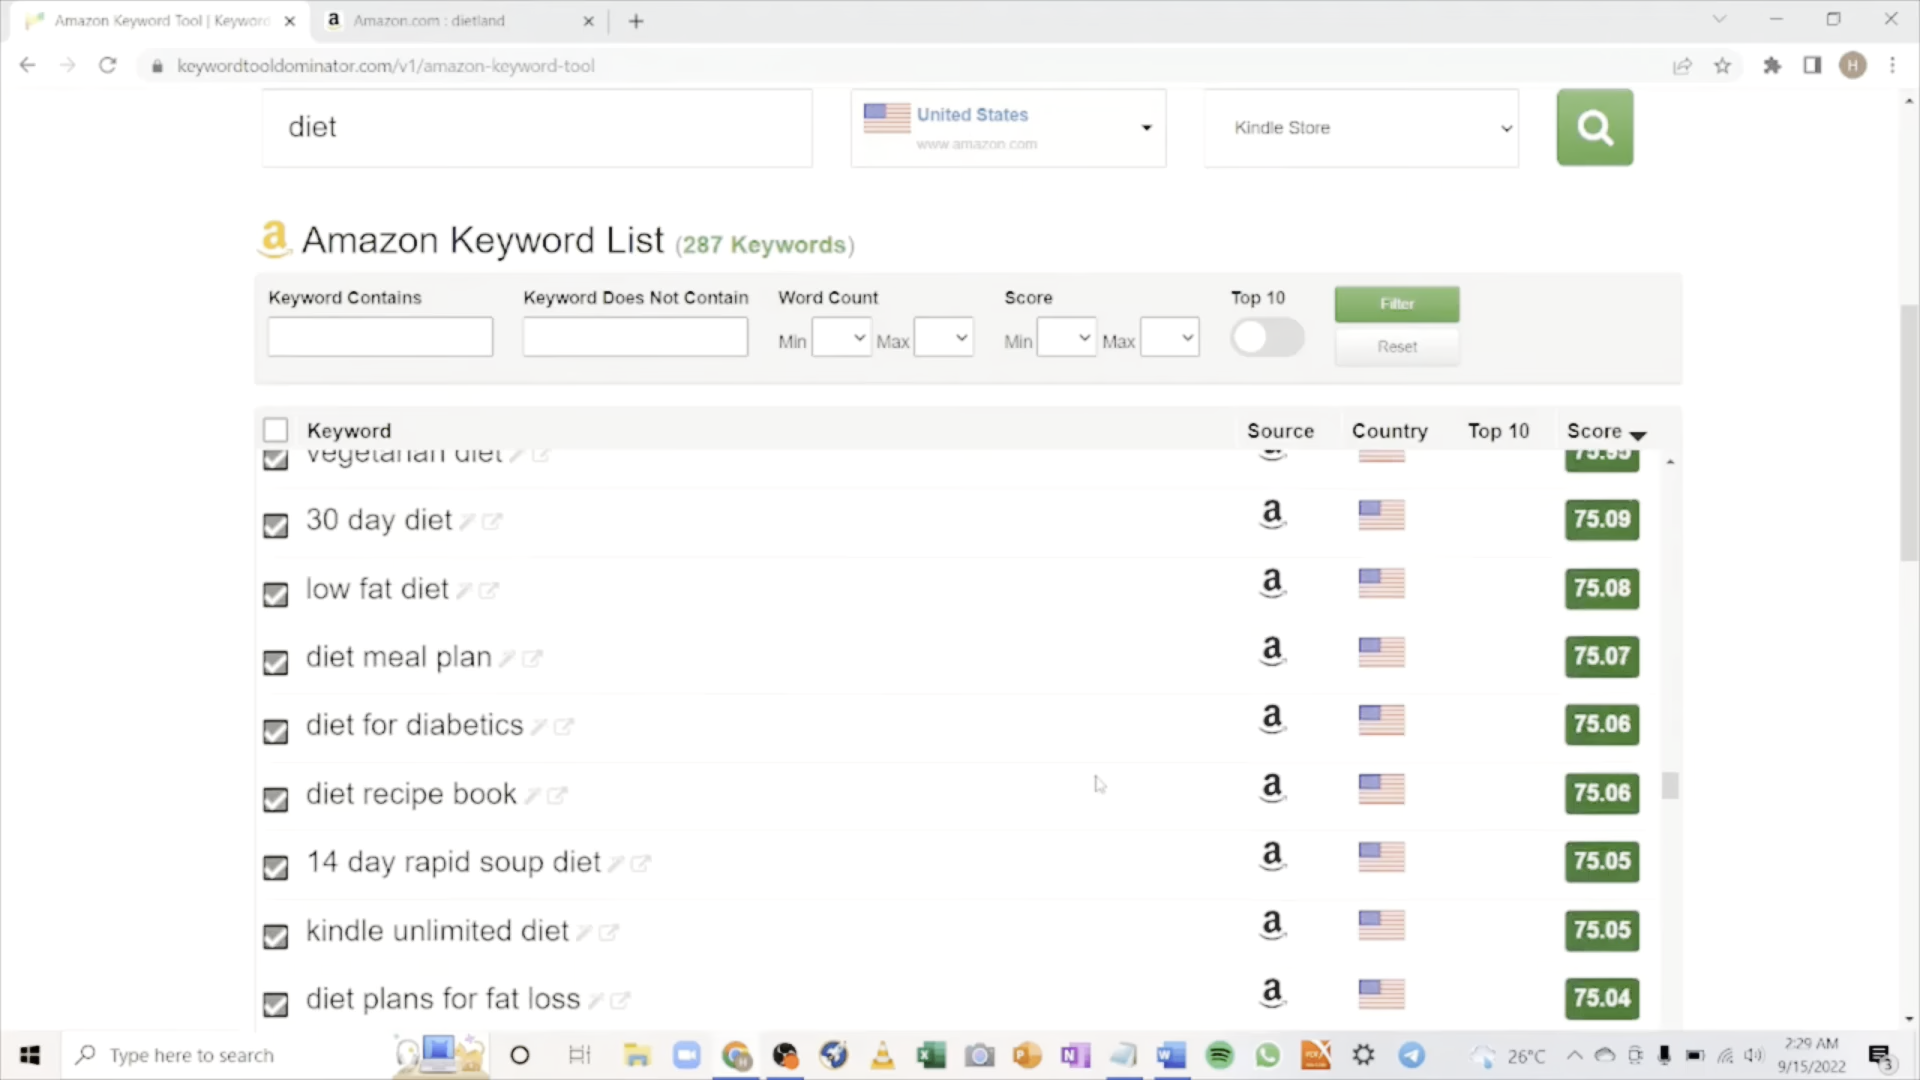 Amazon Keyword Tool | Keyword
Amazon.com : dietland
keywordtooldominator.com/v1/amazon-keyword-tool
H
diet
United States
www.amazon.com
Kindle Store
Amazon Keyword List (287 Keywords)
Keyword Contains
Keyword Does Not Contain
Word Count
Score
Top 10
Filter
Min
Max
Min
Max
Reset
Keyword
Source
Country
Top 10
Score
vegetarian diet
75.95
30 day diet
75.09
low fat diet
75.08
diet meal plan
75.07
diet for diabetics
75.06
diet recipe book
75.06
14 day rapid soup diet
75.05
kindle unlimited diet
75.05
diet plans for fat loss
75.04
Type here to search
26°C
2:29 AM
9/15/2022
3